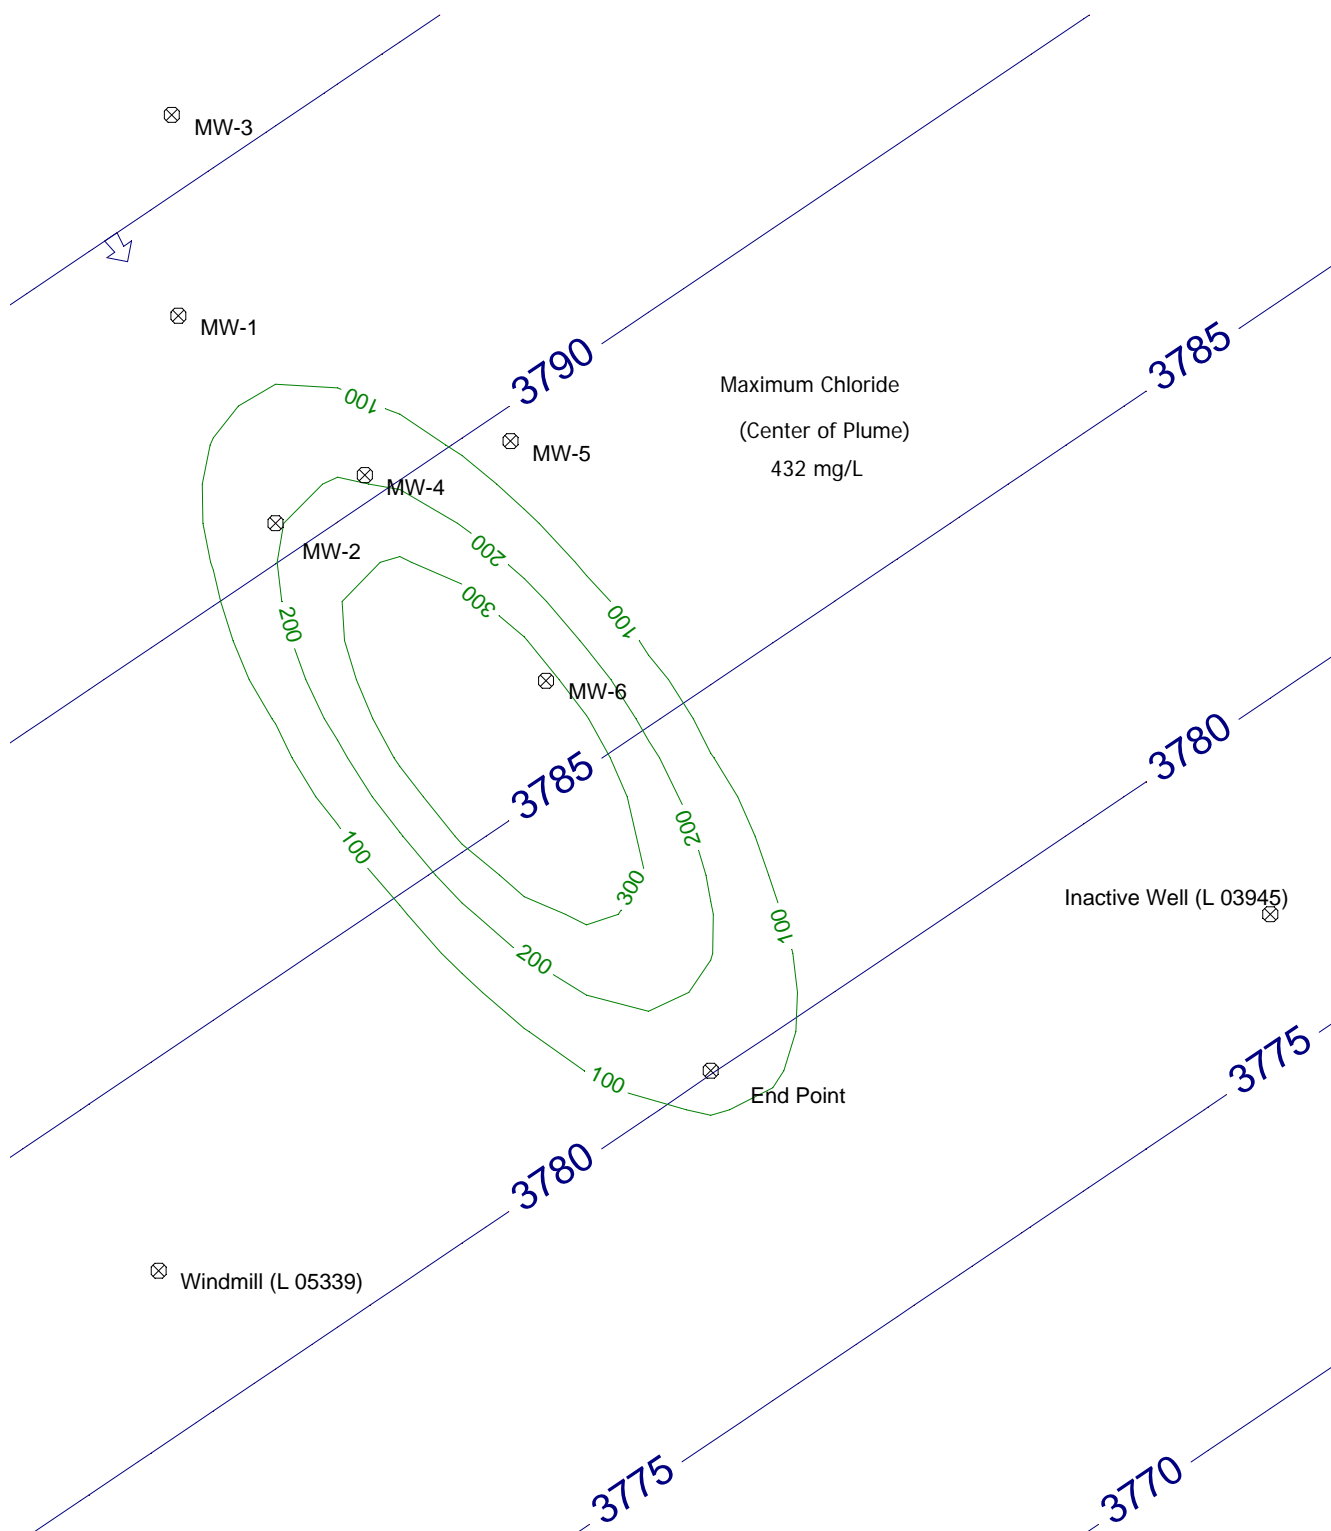 MW-3
MW-1
3790
3785
Maximum Chloride
(Center of Plume)
432 mg/L
100
MW-5
MW-4
MW-2
200
300
200
100
MW-6
3785
3780
200
100
300
Inactive Well (L 03945)
100
200
3775
100
End Point
3780
Windmill (L 05339)
3775
3770